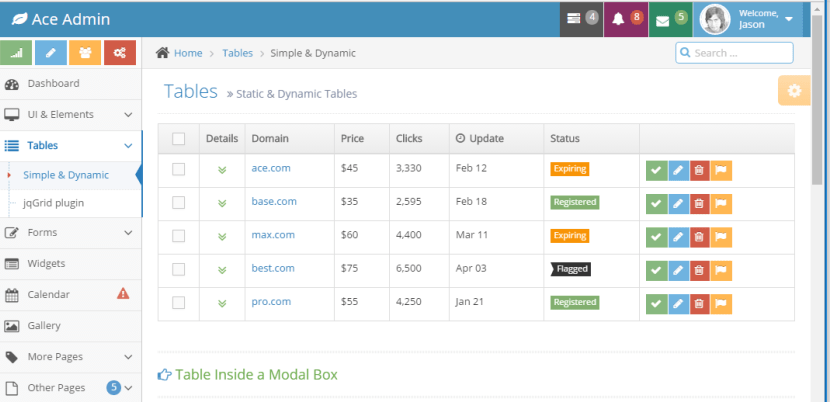 Ace Admin
4
8
5
Welcome,
Jason
Home > Tables > Simple & Dynamic
Search ...
Dashboard
UI & Elements
Tables
Simple & Dynamic
jqGrid plugin
Forms
Widgets
Calendar
Gallery
More Pages
Other Pages 5
Tables » Static & Dynamic Tables
Details Domain Price Clicks Update Status
ace.com $45 3,330 Feb 12 Expiring
base.com $35 2,595 Feb 18 Registered
max.com $60 4,400 Mar 11 Expiring
best.com $75 6,500 Apr 03 Flagged
pro.com $55 4,250 Jan 21 Registered
Table Inside a Modal Box